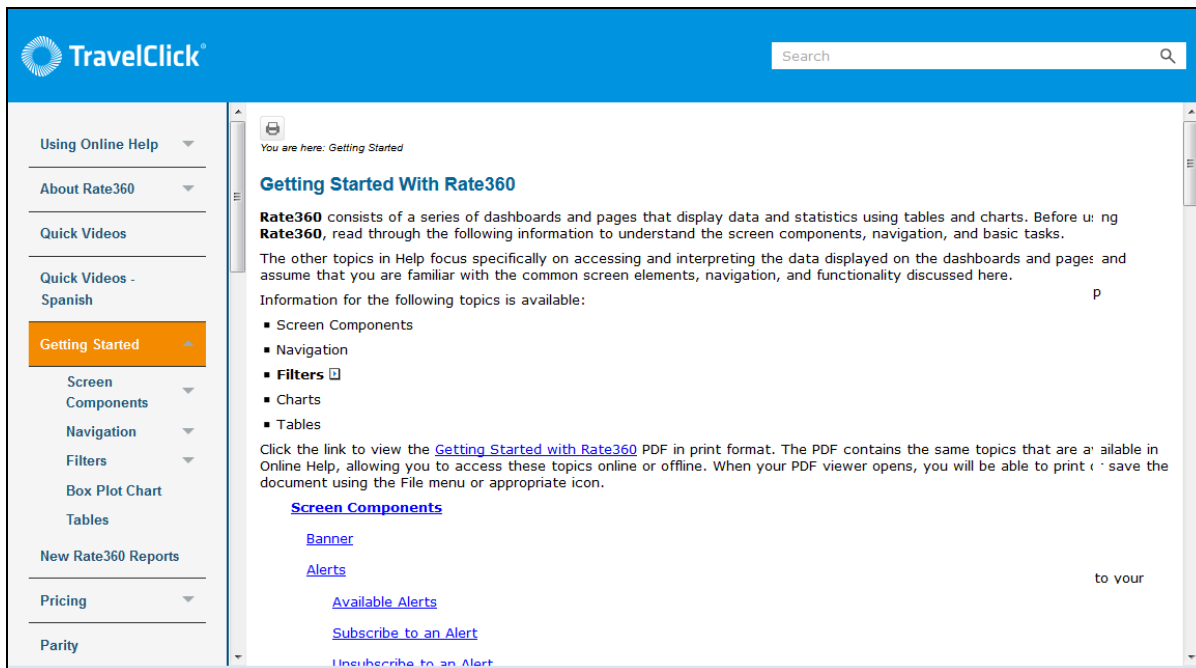 TravelClick®
Search
Using Online Help
About Rate360
Quick Videos
Quick Videos -
Spanish
Getting Started
Screen
Components
Navigation
Filters
Box Plot Chart
Tables
New Rate360 Reports
Pricing
Parity
You are here: Getting Started
Getting Started With Rate360
Rate360 consists of a series of dashboards and pages that display data and statistics using tables and charts. Before using
Rate360, read through the following information to understand the screen components, navigation, and basic tasks.
The other topics in Help focus specifically on accessing and interpreting the data displayed on the dashboards and pages and
assume that you are familiar with the common screen elements, navigation, and functionality discussed here.
Information for the following topics is available:
p
▪ Screen Components
▪ Navigation
▪ Filters
▪ Charts
▪ Tables
Click the link to view the Getting Started with Rate360 PDF in print format. The PDF contains the same topics that are available in
Online Help, allowing you to access these topics online or offline. When your PDF viewer opens, you will be able to print or save the
document using the File menu or appropriate icon.
Screen Components
Banner
Alerts
to your
Available Alerts
Subscribe to an Alert
Unsubscribe to an Alert